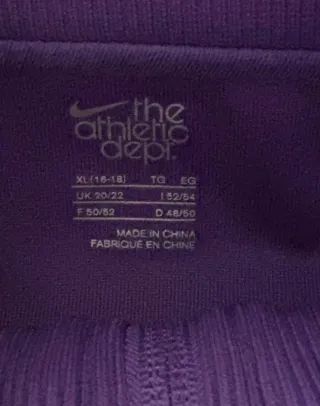 the
athletic
dept.
XL (16-18) TG EG
UK 20/22 I 52/54
F 50/52 D 48/50
MADE IN CHINA
FABRIQUÉ EN CHINE